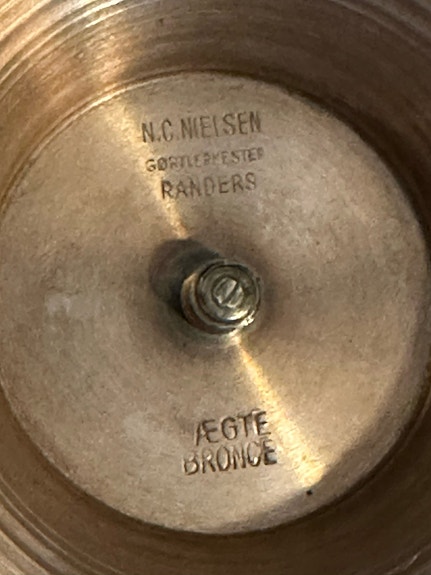 N.C.NIELSEN
GØRTLERMESTER
RANDERS
ÆGTE
BRONCE